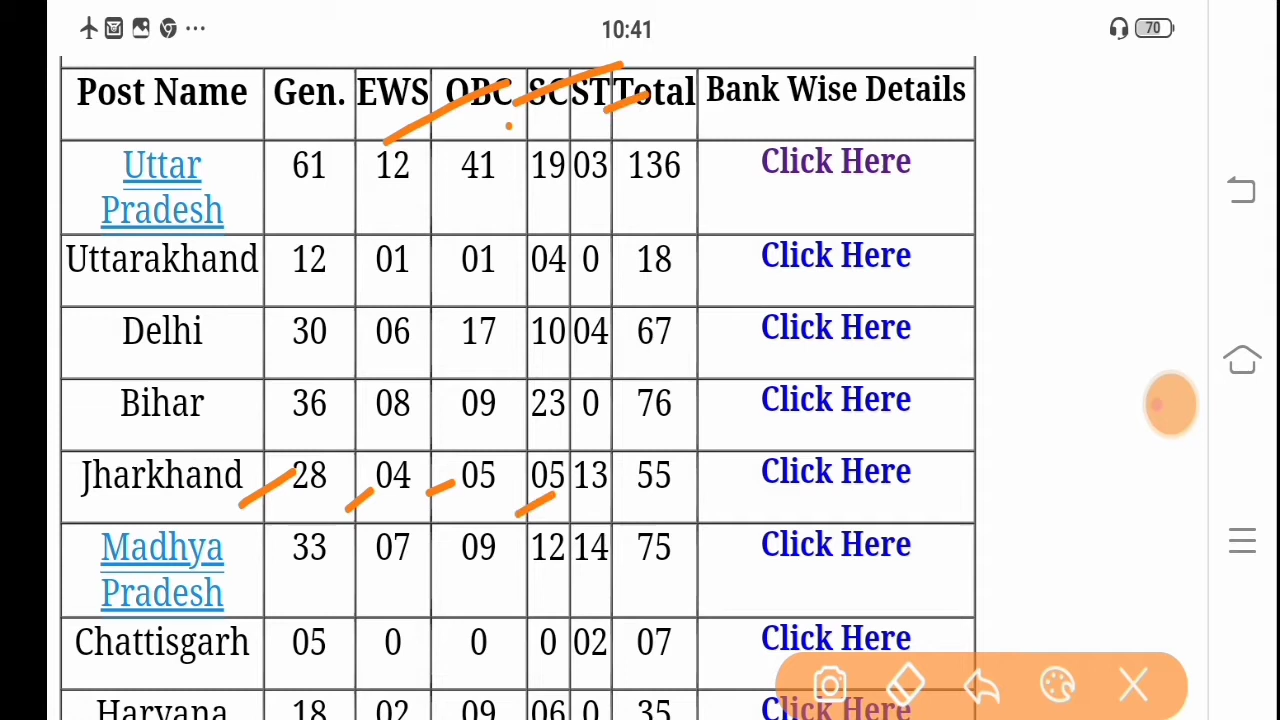 10:41
70
Post Name Gen. EWS OBC SC ST Total Bank Wise Details
Uttar 61 12 41 19 03 136 Click Here
Pradesh
Uttarakhand 12 01 01 04 0 18 Click Here
Delhi 30 06 17 10 04 67 Click Here
Bihar 36 08 09 23 0 76 Click Here
Jharkhand 28 04 05 05 13 55 Click Here
Madhya 33 07 09 12 14 75 Click Here
Pradesh
Chattisgarh 05 0 0 0 02 07 Click Here
Haryana 18 02 09 06 0 35 Click Here